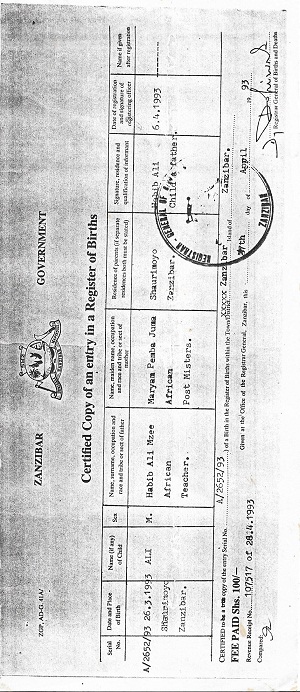 ZGP, AD-G. 41A/
ZANZIBAR GOVERNMENT
Certified Copy of an entry in a Register of Births
Serial No.
Date and Place of Birth
Name (if any) of Child
Sex
Name, surname, occupation and race and tribe or sect of father
Name, maiden name, occupation and race and tribe or sect of mother
Residence of parents (if separate residences both must be stated)
Signature, residence and qualification of informant
Date of registration and signature of registering officer
Name if given after registration
A/2652/93 26.3.1993 ALI M. Habib Ali Mzee Maryam Pemba Juma Shaurimoyo Habib Ali 6.4.1993
Shaurimoyo African African Zanzibar. Child's father.
Zanzibar. Teacher. Post Misters.
CERTIFIED to be a true copy of the entry Serial No. A/2652/93 of a Birth in the Register of Births within the Town/District XXXXX Zanzibar Island of Zanzibar.
FEE PAID Shs. 100/- Given at the Office of the Registrar General, Zanzibar, this day of April 19 93
Revenue Receipt No. 107517 of 28.4.1993
Compared
Registrar General of Births and Deaths
REGISTRAR GENERAL OF
ZANZIBAR